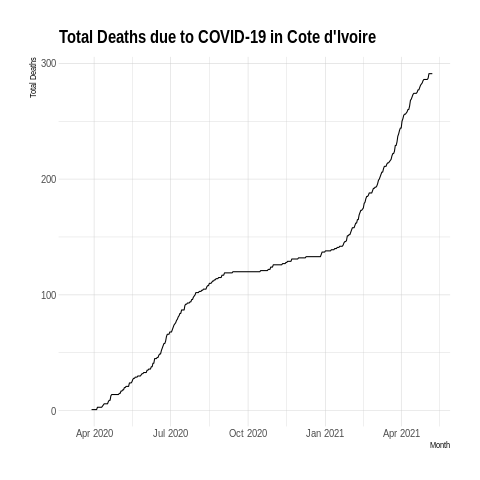 Total Deaths due to COVID-19 in Cote d'Ivoire
Total Deaths
300
200
100
0
Apr 2020 Jul 2020 Oct 2020 Jan 2021 Apr 2021
Month